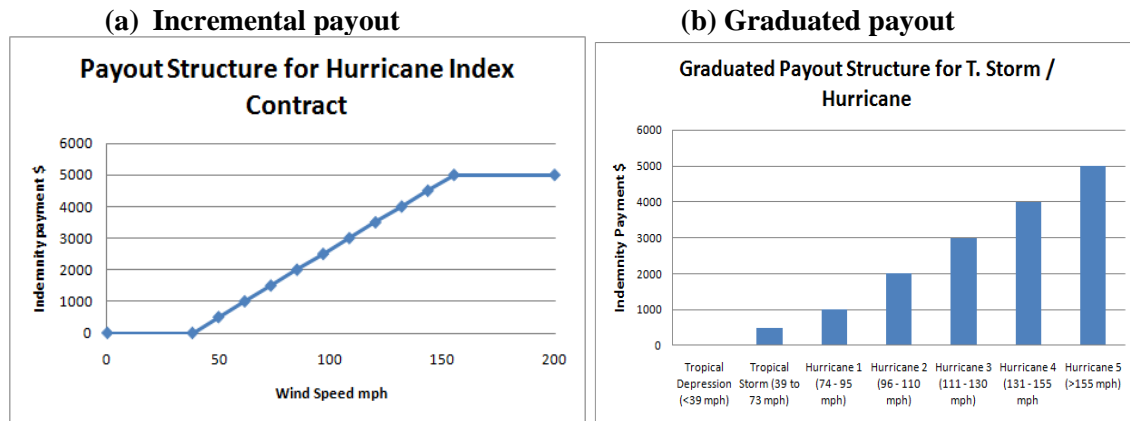 (a) Incremental payout
Payout Structure for Hurricane Index
Contract
6000
5000
4000
3000
2000
1000
0
Indemnity payment $
0 50 100 150 200
Wind Speed mph
(b) Graduated payout
Graduated Payout Structure for T. Storm /
Hurricane
6000
5000
4000
3000
2000
1000
0
Indemnity Payment $
Tropical
Depression
(<39 mph)
Tropical
Storm (39 to
73 mph)
Hurricane 1
(74 - 95
mph)
Hurricane 2
(96 - 110
mph)
Hurricane 3
(111 - 130
mph)
Hurricane 4
(131 - 155
mph
Hurricane 5
(>155 mph)